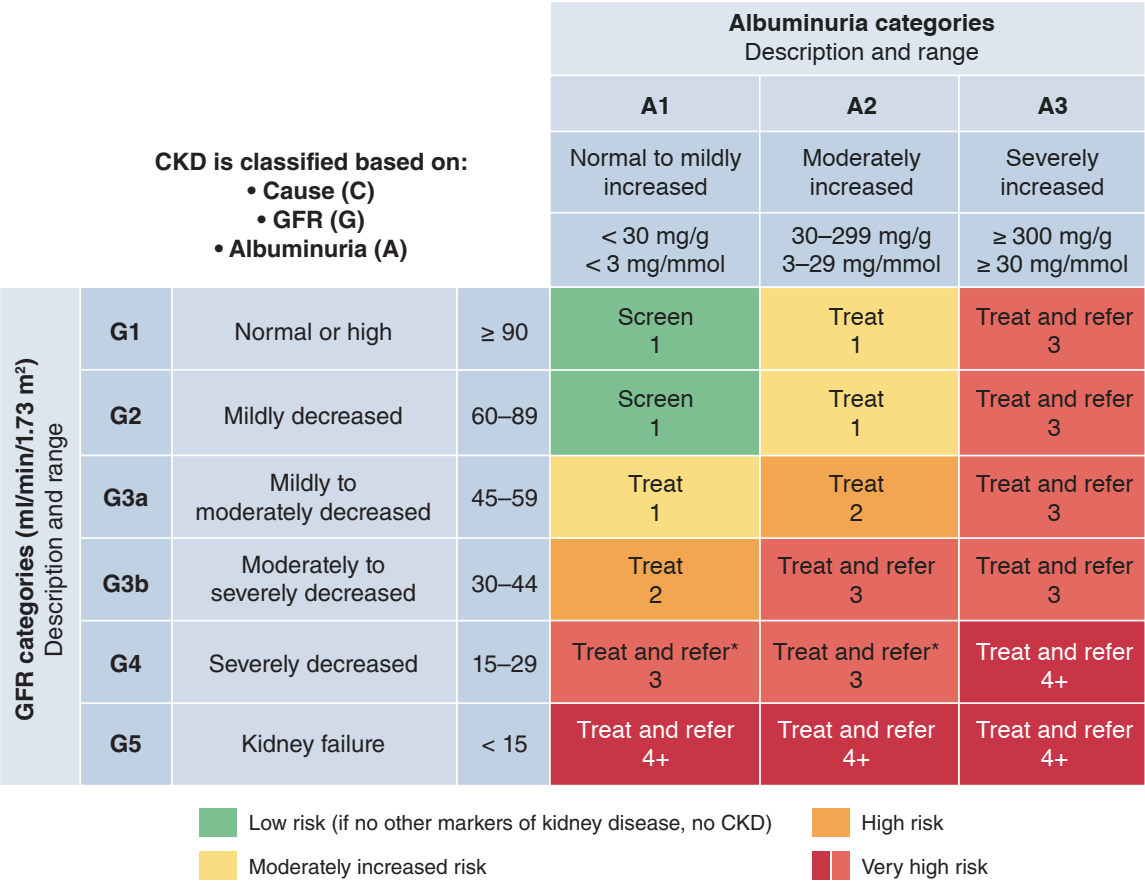 Albuminuria categories
Description and range
A1
A2
A3
CKD is classified based on:
• Cause (C)
• GFR (G)
• Albuminuria (A)
Normal to mildly
increased
Moderately
increased
Severely
increased
< 30 mg/g
< 3 mg/mmol
30–299 mg/g
3–29 mg/mmol
≥ 300 mg/g
≥ 30 mg/mmol
GFR categories (ml/min/1.73 m²)
Description and range
G1
Normal or high
≥ 90
Screen
1
Treat
1
Treat and refer
3
G2
Mildly decreased
60–89
Screen
1
Treat
1
Treat and refer
3
G3a
Mildly to
moderately decreased
45–59
Treat
1
Treat
2
Treat and refer
3
G3b
Moderately to
severely decreased
30–44
Treat
2
Treat and refer
3
Treat and refer
3
G4
Severely decreased
15–29
Treat and refer*
3
Treat and refer*
3
Treat and refer
4+
G5
Kidney failure
< 15
Treat and refer
4+
Treat and refer
4+
Treat and refer
4+
Low risk (if no other markers of kidney disease, no CKD)
High risk
Moderately increased risk
Very high risk